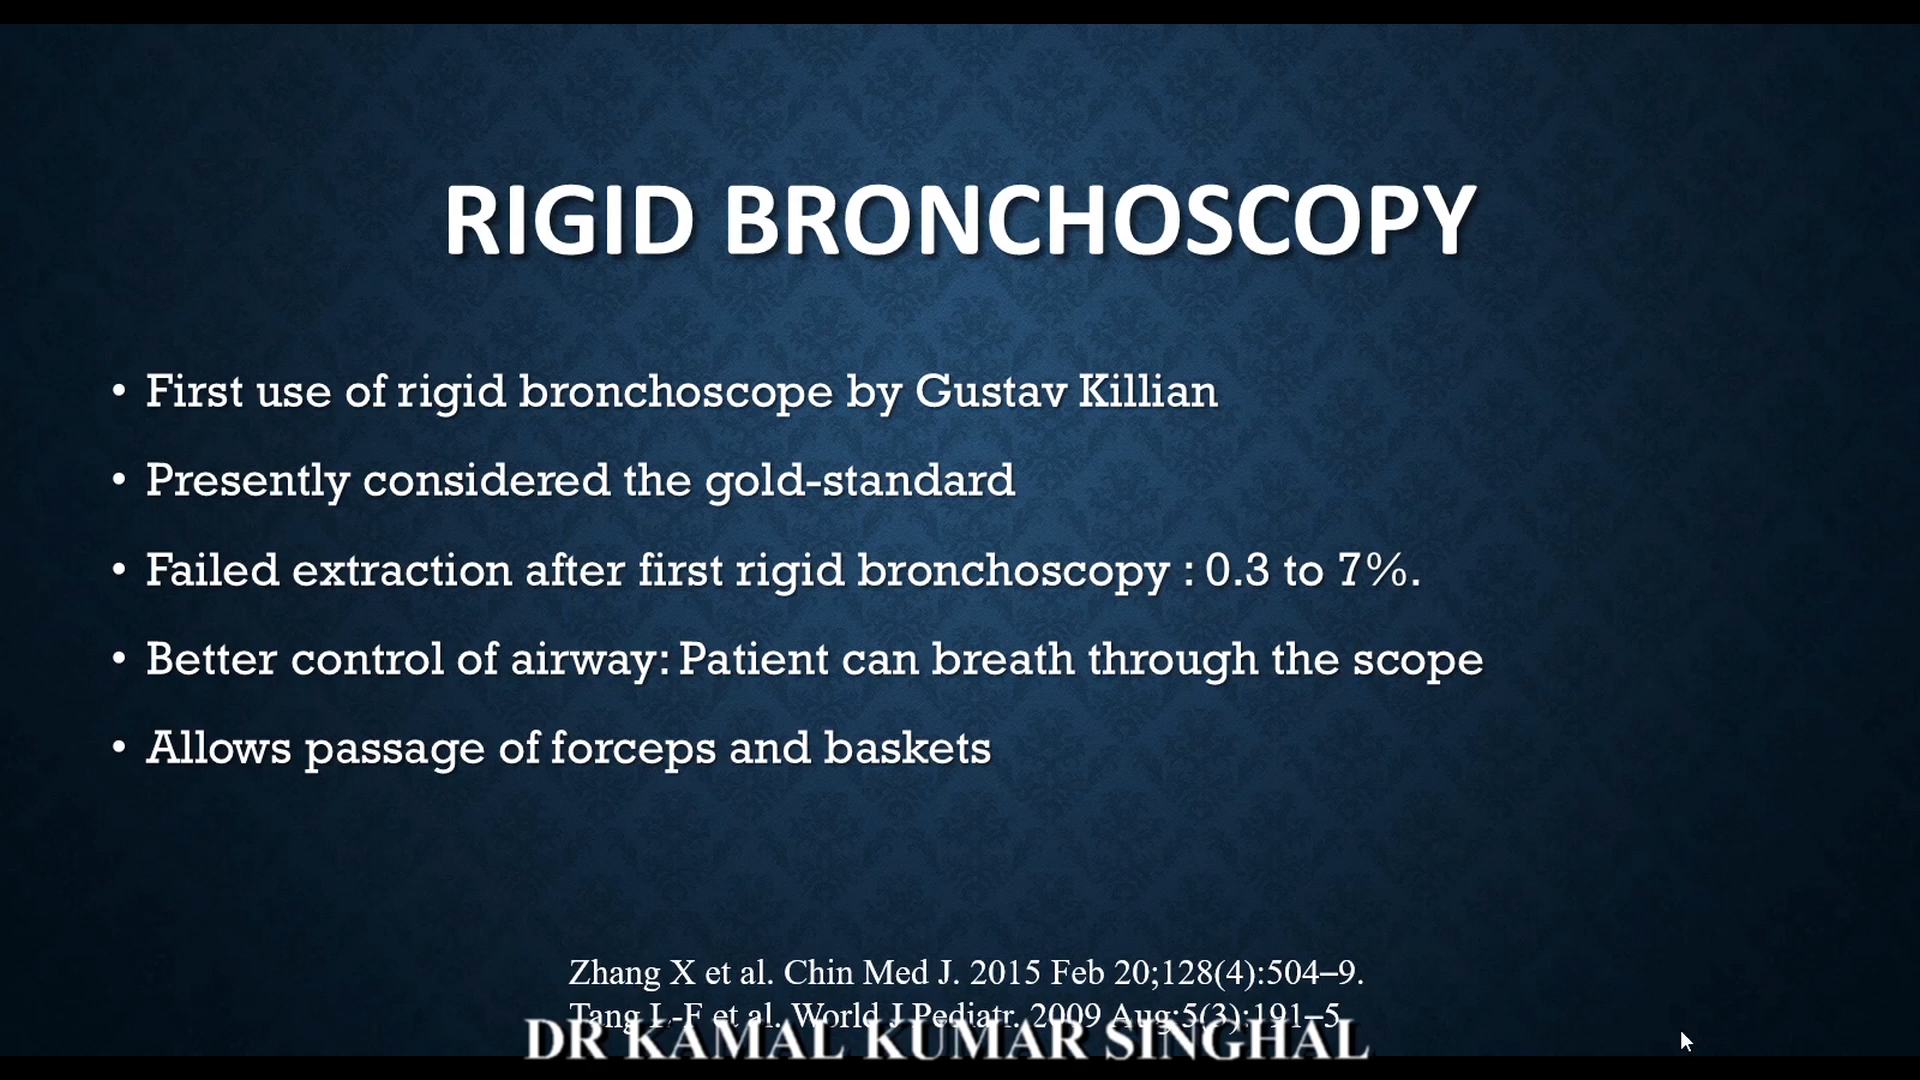 RIGID BRONCHOSCOPY
• First use of rigid bronchoscope by Gustav Killian
• Presently considered the gold-standard
• Failed extraction after first rigid bronchoscopy : 0.3 to 7%.
• Better control of airway: Patient can breath through the scope
• Allows passage of forceps and baskets
Zhang X et al. Chin Med J. 2015 Feb 20;128(4):504–9.
Tang L-F et al. World J Pediatr. 2009 Aug;5(3):191–5.
DR KAMAL KUMAR SINGHAL